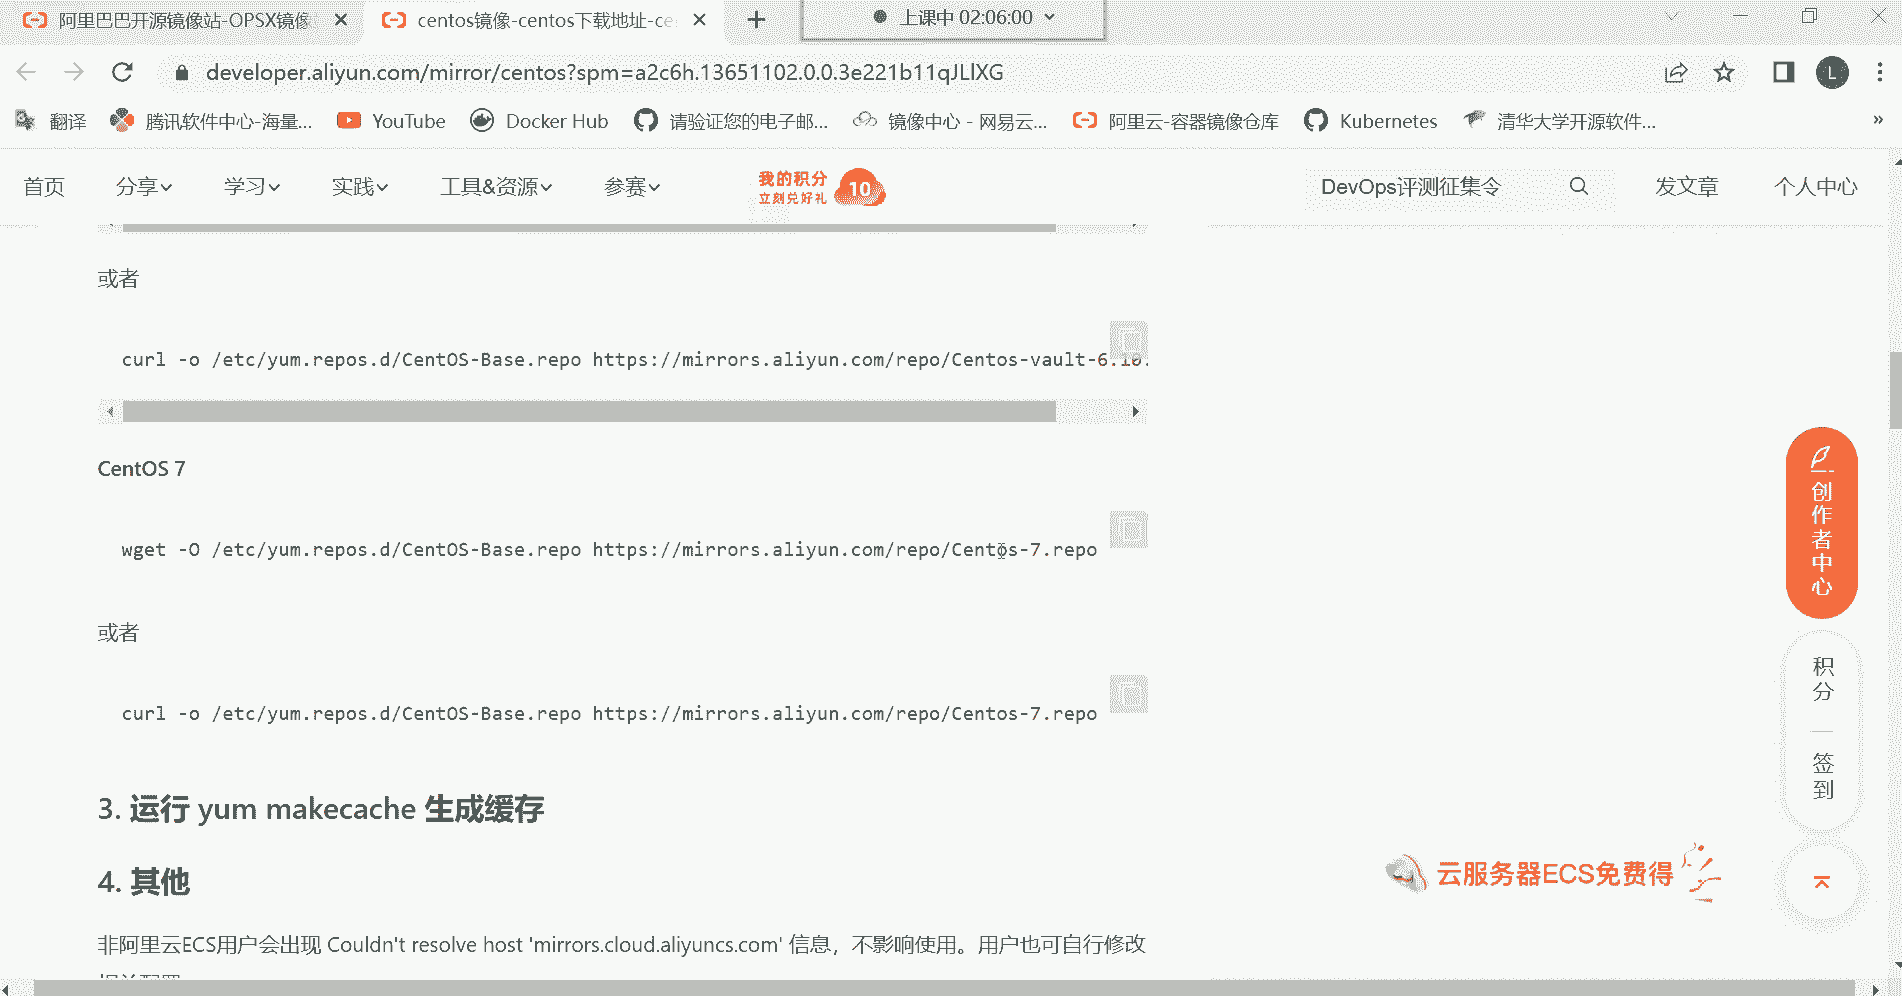 阿里巴巴开源镜像站-OPSX镜像
centos镜像-centos下载地址-ce
上课中 02:06:00
developer.aliyun.com/mirror/centos?spm=a2c6h.13651102.0.0.3e221b11qJLlXG
L
翻译
腾讯软件中心-海量...
YouTube
Docker Hub
请验证您的电子邮...
镜像中心 - 网易云...
阿里云-容器镜像仓库
Kubernetes
清华大学开源软件...
»
首页
分享
学习
实践
工具&资源
参赛
我的积分
立刻兑好礼
10
DevOps评测征集令
发文章
个人中心
或者
curl -o /etc/yum.repos.d/CentOS-Base.repo https://mirrors.aliyun.com/repo/Centos-vault-6.10.
CentOS 7
wget -O /etc/yum.repos.d/CentOS-Base.repo https://mirrors.aliyun.com/repo/Centos-7.repo
或者
curl -o /etc/yum.repos.d/CentOS-Base.repo https://mirrors.aliyun.com/repo/Centos-7.repo
3. 运行 yum makecache 生成缓存
4. 其他
非阿里云ECS用户会出现 Couldn't resolve host 'mirrors.cloud.aliyuncs.com' 信息，不影响使用。用户也可自行修改
创作者中心
积分
签到
云服务器ECS免费得